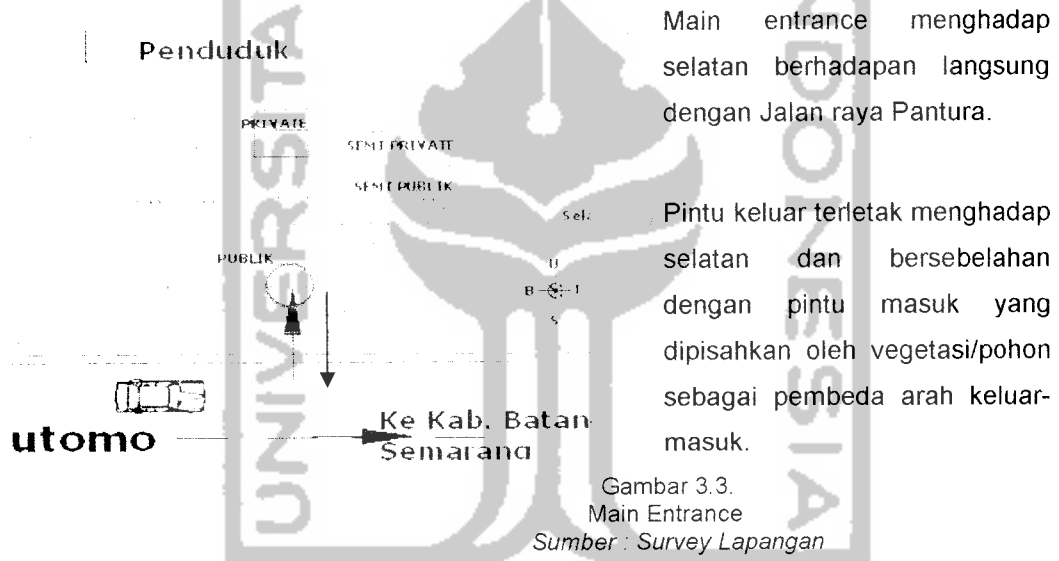 Penduduk
PRIVATE
SEMI PRIVATE
SEMI PUBLIK
PUBLIK
U
B
T
S
utomo
Ke Kab. Batan
Semarang
Main entrance menghadap
selatan berhadapan langsung
dengan Jalan raya Pantura.
Pintu keluar terletak menghadap
selatan dan bersebelahan
dengan pintu masuk yang
dipisahkan oleh vegetasi/pohon
sebagai pembeda arah keluar-
masuk.
Gambar 3.3.
Main Entrance
Sumber : Survey Lapangan
UNIVERSITA
NDONESIA